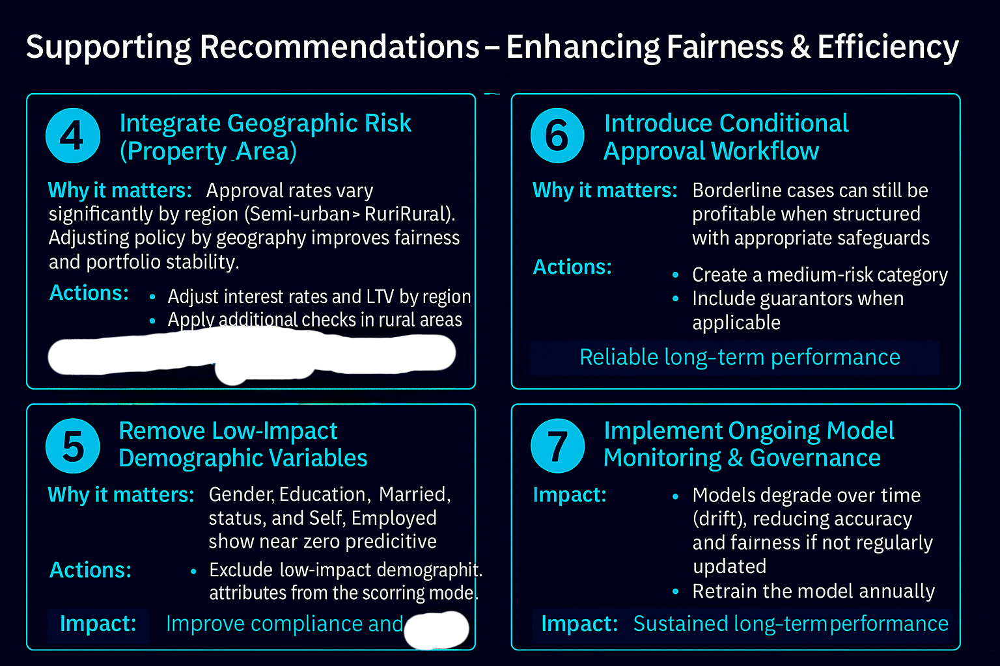 Supporting Recommendations – Enhancing Fairness & Efficiency
4
Integrate Geographic Risk
(Property Area)
Why it matters: Approval rates vary
significantly by region (Semi-urban> RuriRural).
Adjusting policy by geography improves fairness
and portfolio stability.
Actions:
• Adjust interest rates and LTV by region
• Apply additional checks in rural areas
5
Remove Low-Impact
Demographic Variables
Why it matters: Gender, Education, Married,
status, and Self, Employed
show near zero predicitive
Actions:
• Exclude low-impact demographit.
attributes from the scorring mode.
Impact: Improve compliance and
6
Introduce Conditional
Approval Workflow
Why it matters: Borderline cases can still be
profitable when structured
with appropriate safeguards
Actions:
• Create a medium-risk category
• Include guarantors when
applicable
Reliable long-term performance
7
Implement Ongoing Model
Monitoring & Governance
Impact:
• Models degrade over time
(drift), reducing accuracy
and fairness if not regularly
updated
• Retrain the model annually
Impact: Sustained long-term performance